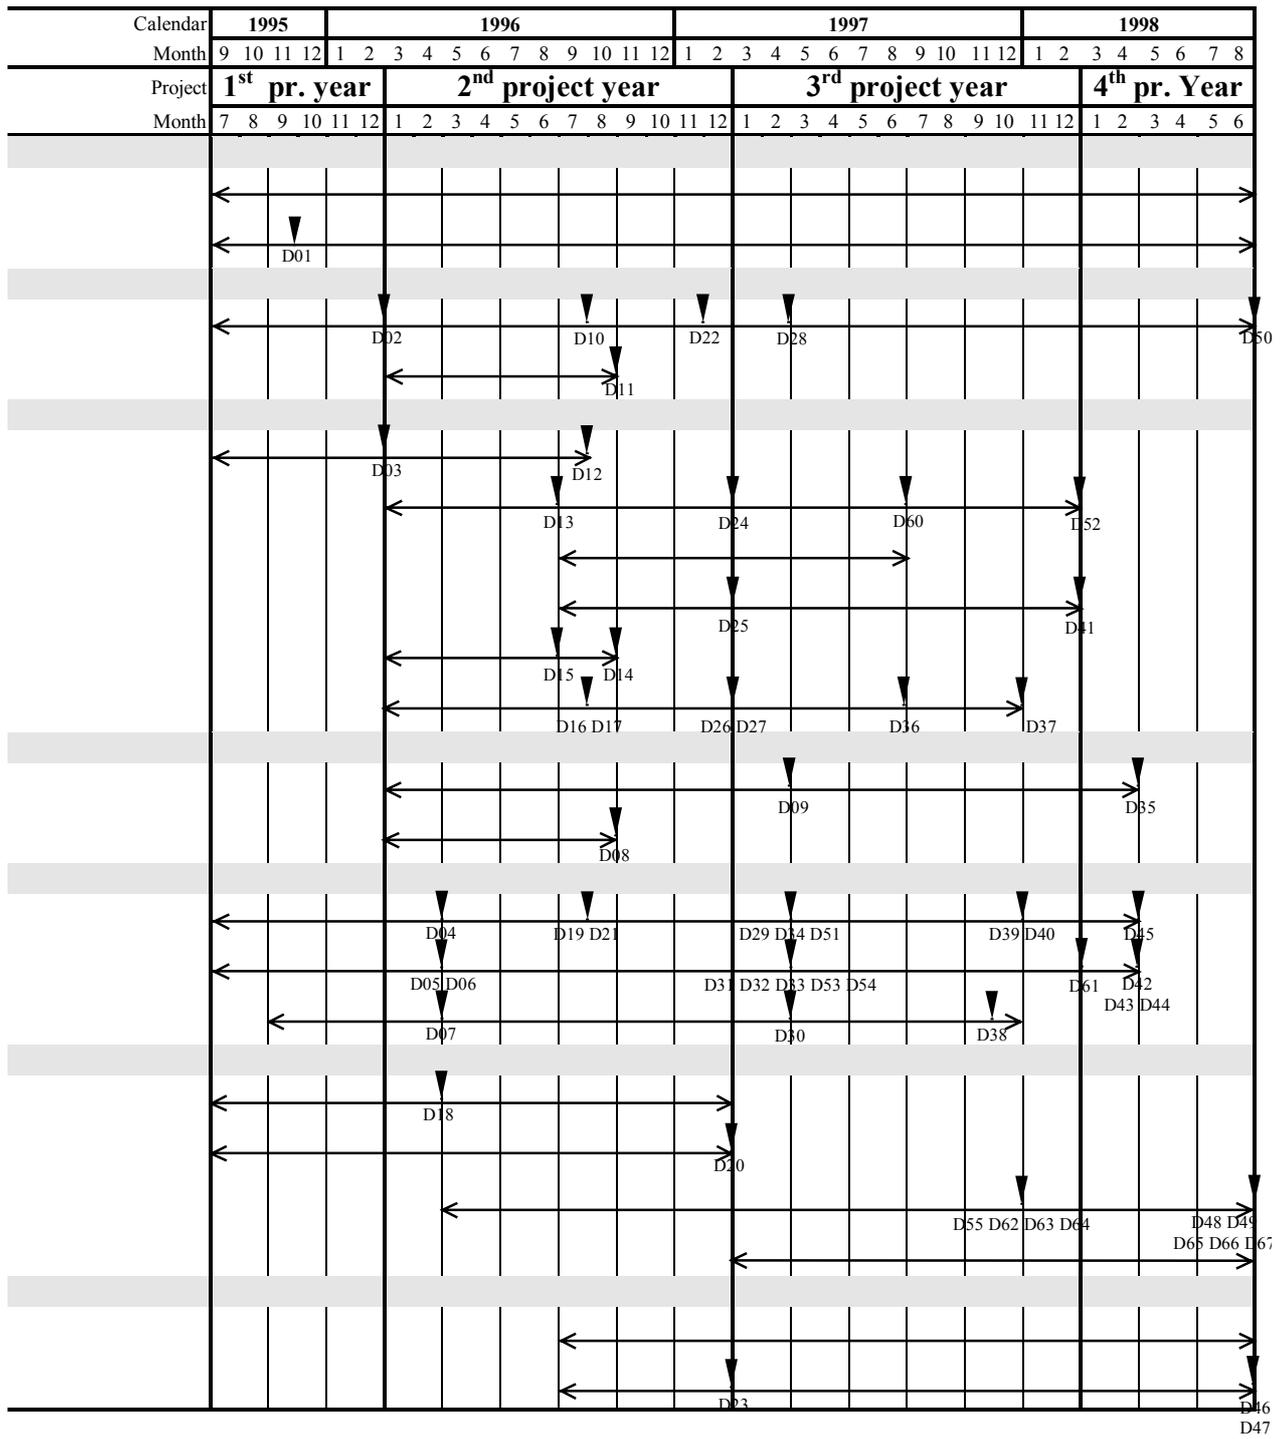 Calendar 1995 1996 1997 1998
Month 9 10 11 12 1 2 3 4 5 6 7 8 9 10 11 12 1 2 3 4 5 6 7 8 9 10 11 12 1 2 3 4 5 6 7 8
Project 1st pr. year 2nd project year 3rd project year 4th pr. Year
Month 7 8 9 10 11 12 1 2 3 4 5 6 7 8 9 10 11 12 1 2 3 4 5 6 7 8 9 10 11 12 1 2 3 4 5 6
D01
D02 D10 D22 D28 D50
D11
D03 D12
D13 D24 D60 D52
D25 D41
D15 D14
D16 D17 D26 D27 D36 D37
D09 D35
D08
D04 D19 D21 D29 D34 D51 D39 D40 D45
D05 D06 D31 D32 D33 D53 D54 D61 D42
D43 D44
D07 D30 D38
D18
D20
D55 D62 D63 D64 D48 D49
D65 D66 D67
D23 D46
D47